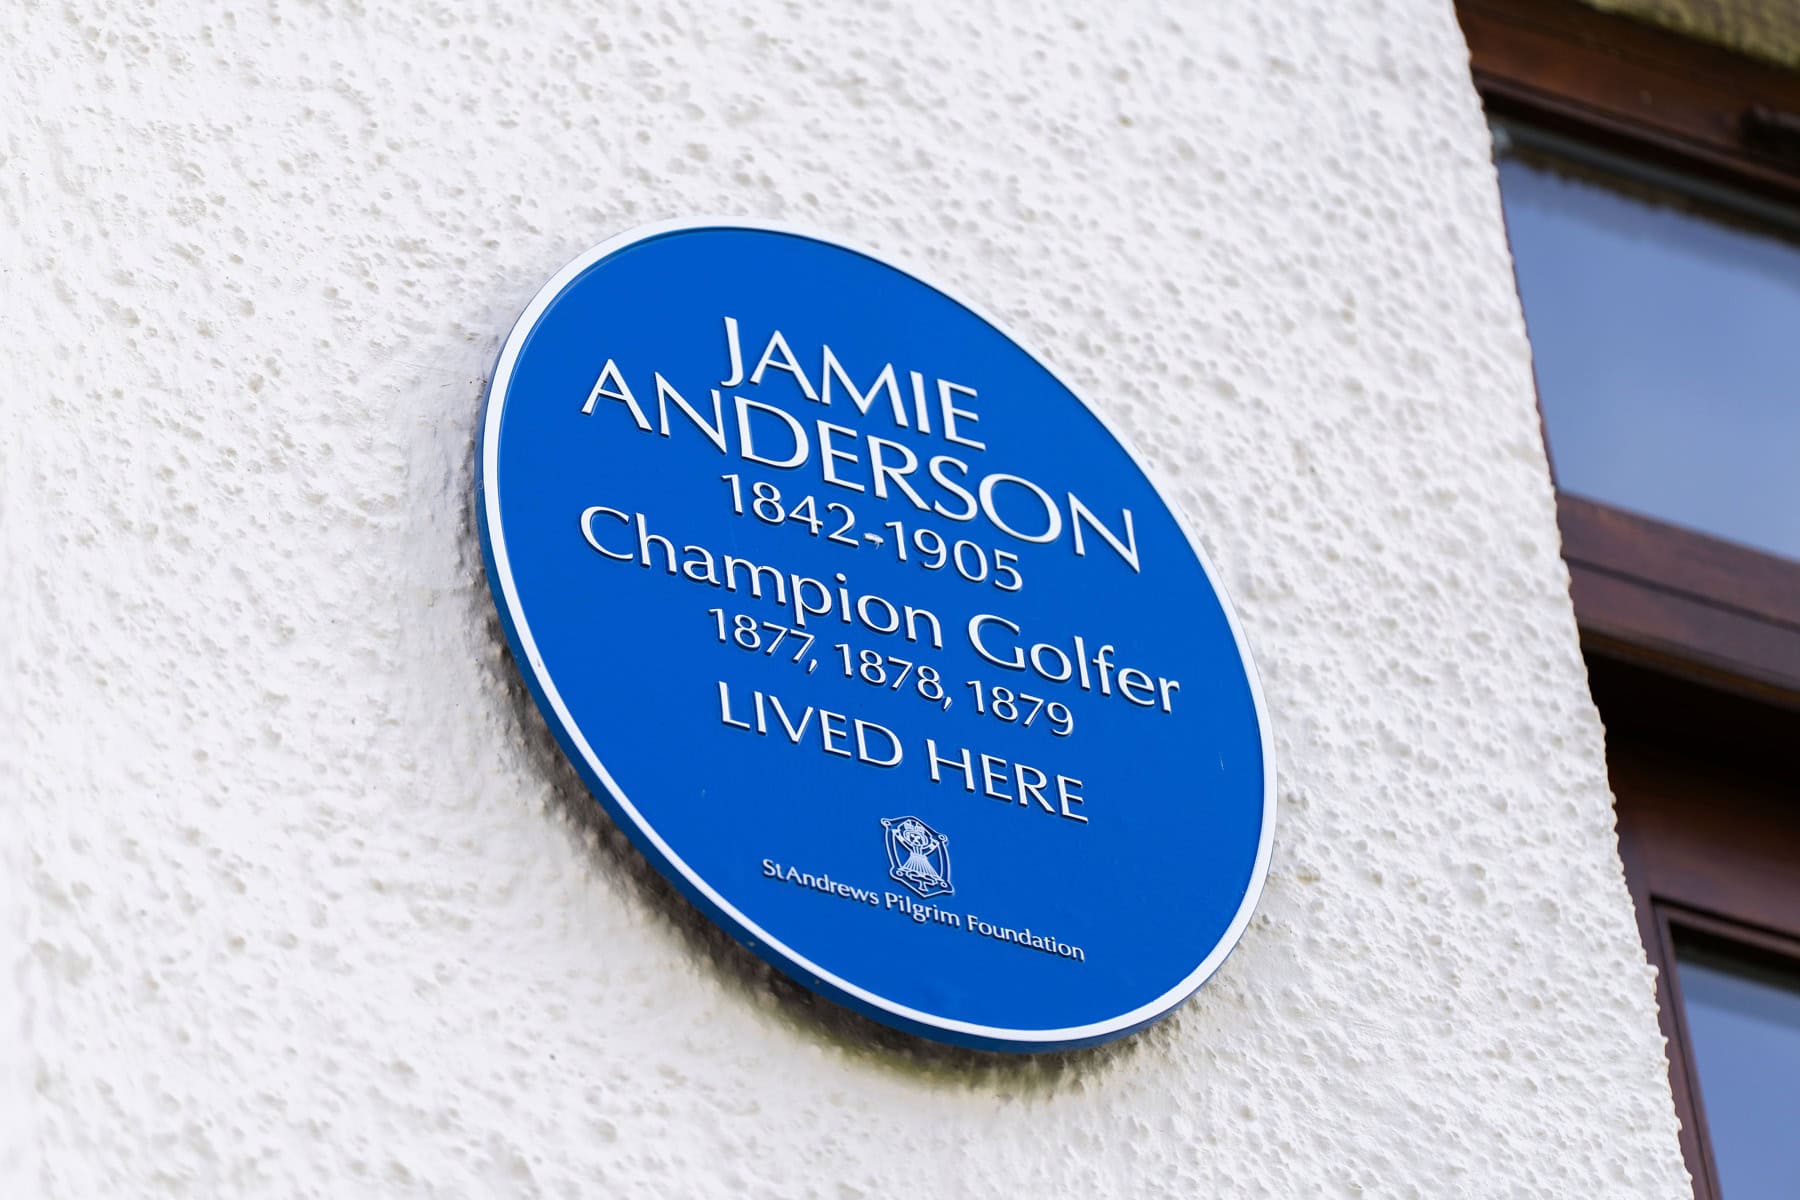 JAMIE
ANDERSON
1842-1905
Champion Golfer
1877, 1878, 1879
LIVED HERE
St Andrews Pilgrim Foundation